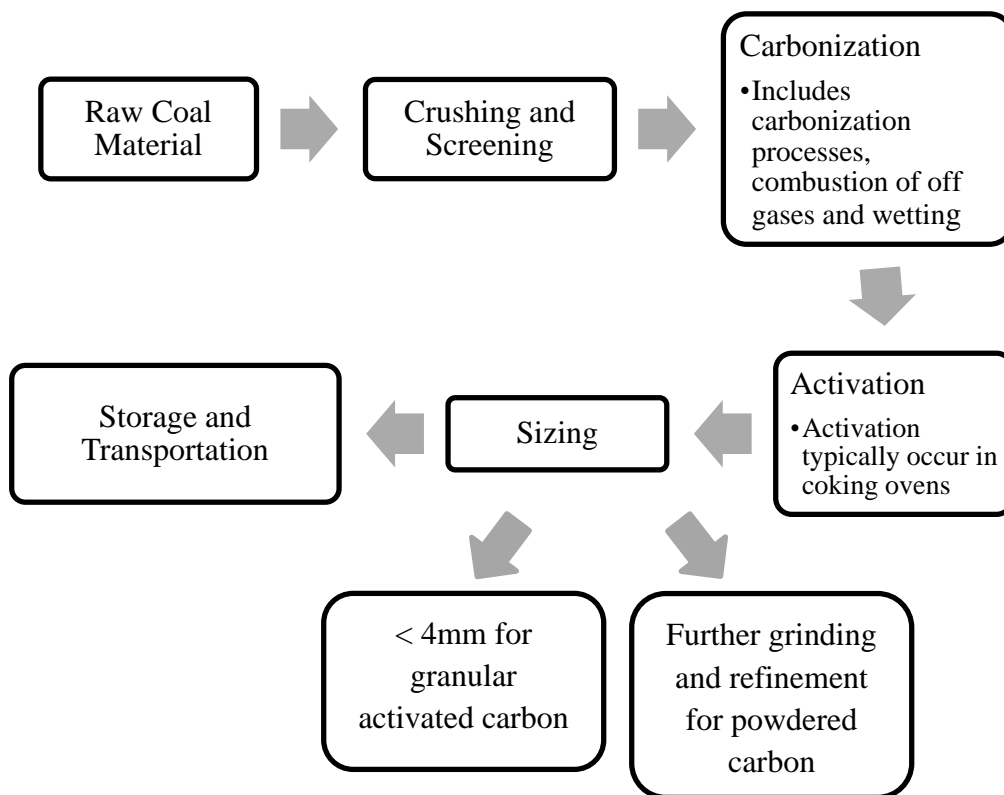 Raw Coal
Material
Crushing and
Screening
Carbonization
•Includes
carbonization
processes,
combustion of off
gases and wetting
Activation
•Activation
typically occur in
coking ovens
Sizing
Storage and
Transportation
< 4mm for
granular
activated carbon
Further grinding
and refinement
for powdered
carbon